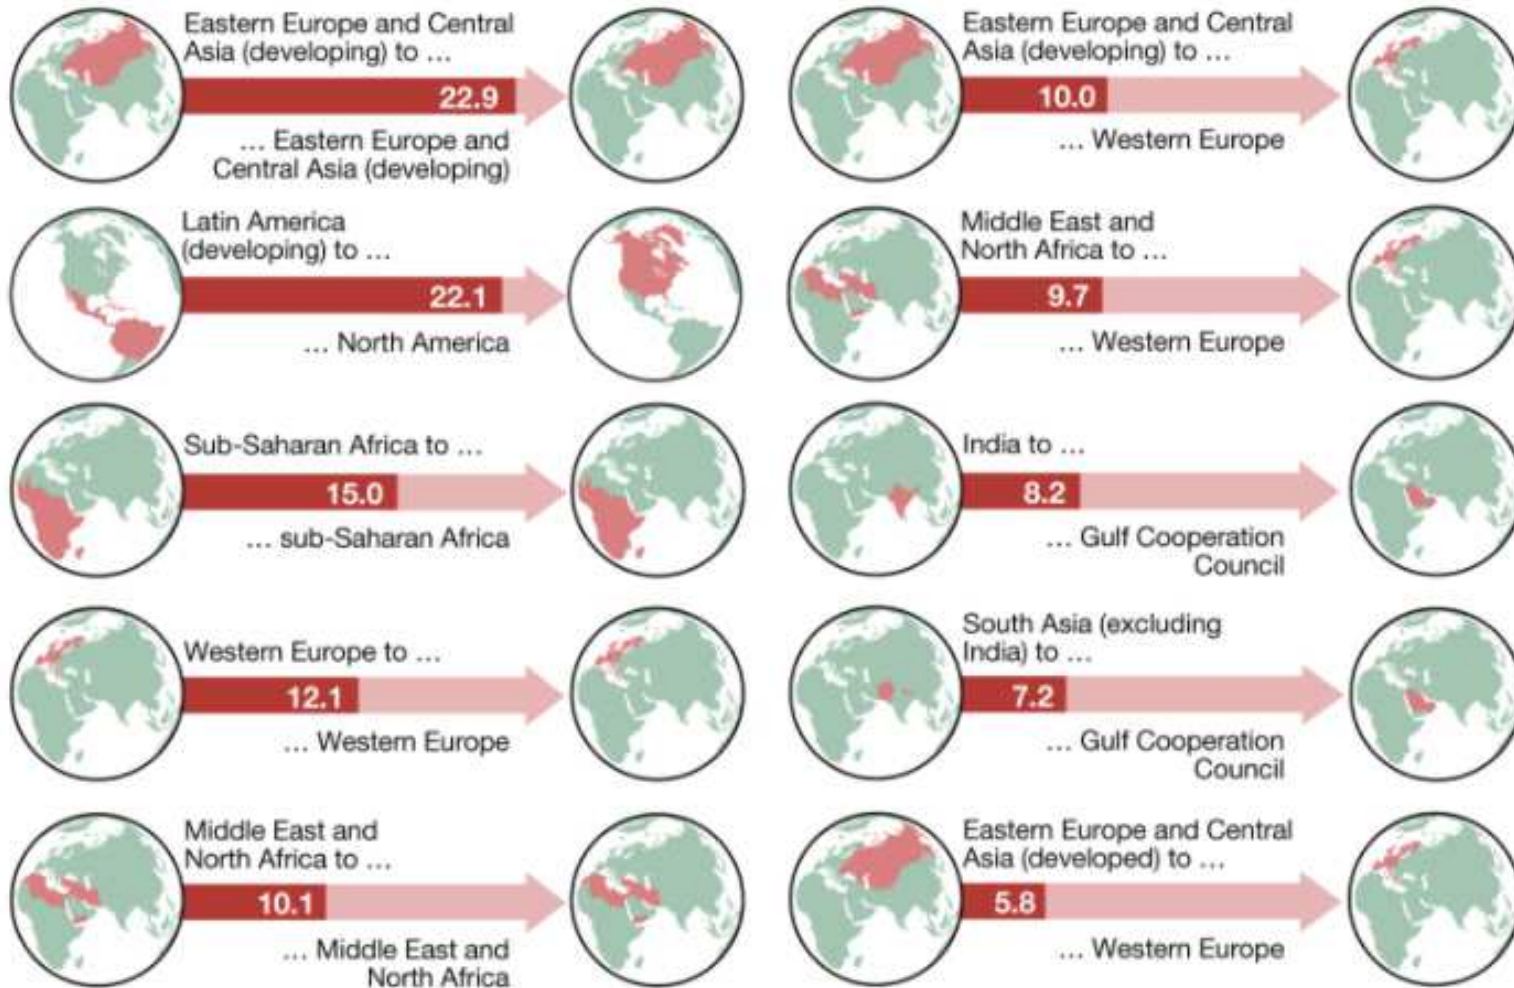 Eastern Europe and Central
Asia (developing) to ...
22.9
... Eastern Europe and
Central Asia (developing)
Latin America
(developing) to ...
22.1
... North America
Sub-Saharan Africa to ...
15.0
... sub-Saharan Africa
Western Europe to ...
12.1
... Western Europe
Middle East and
North Africa to ...
10.1
... Middle East and
North Africa
Eastern Europe and Central
Asia (developing) to ...
10.0
... Western Europe
Middle East and
North Africa to ...
9.7
... Western Europe
India to ...
8.2
... Gulf Cooperation
Council
South Asia (excluding
India) to ...
7.2
... Gulf Cooperation
Council
Eastern Europe and Central
Asia (developed) to ...
5.8
... Western Europe